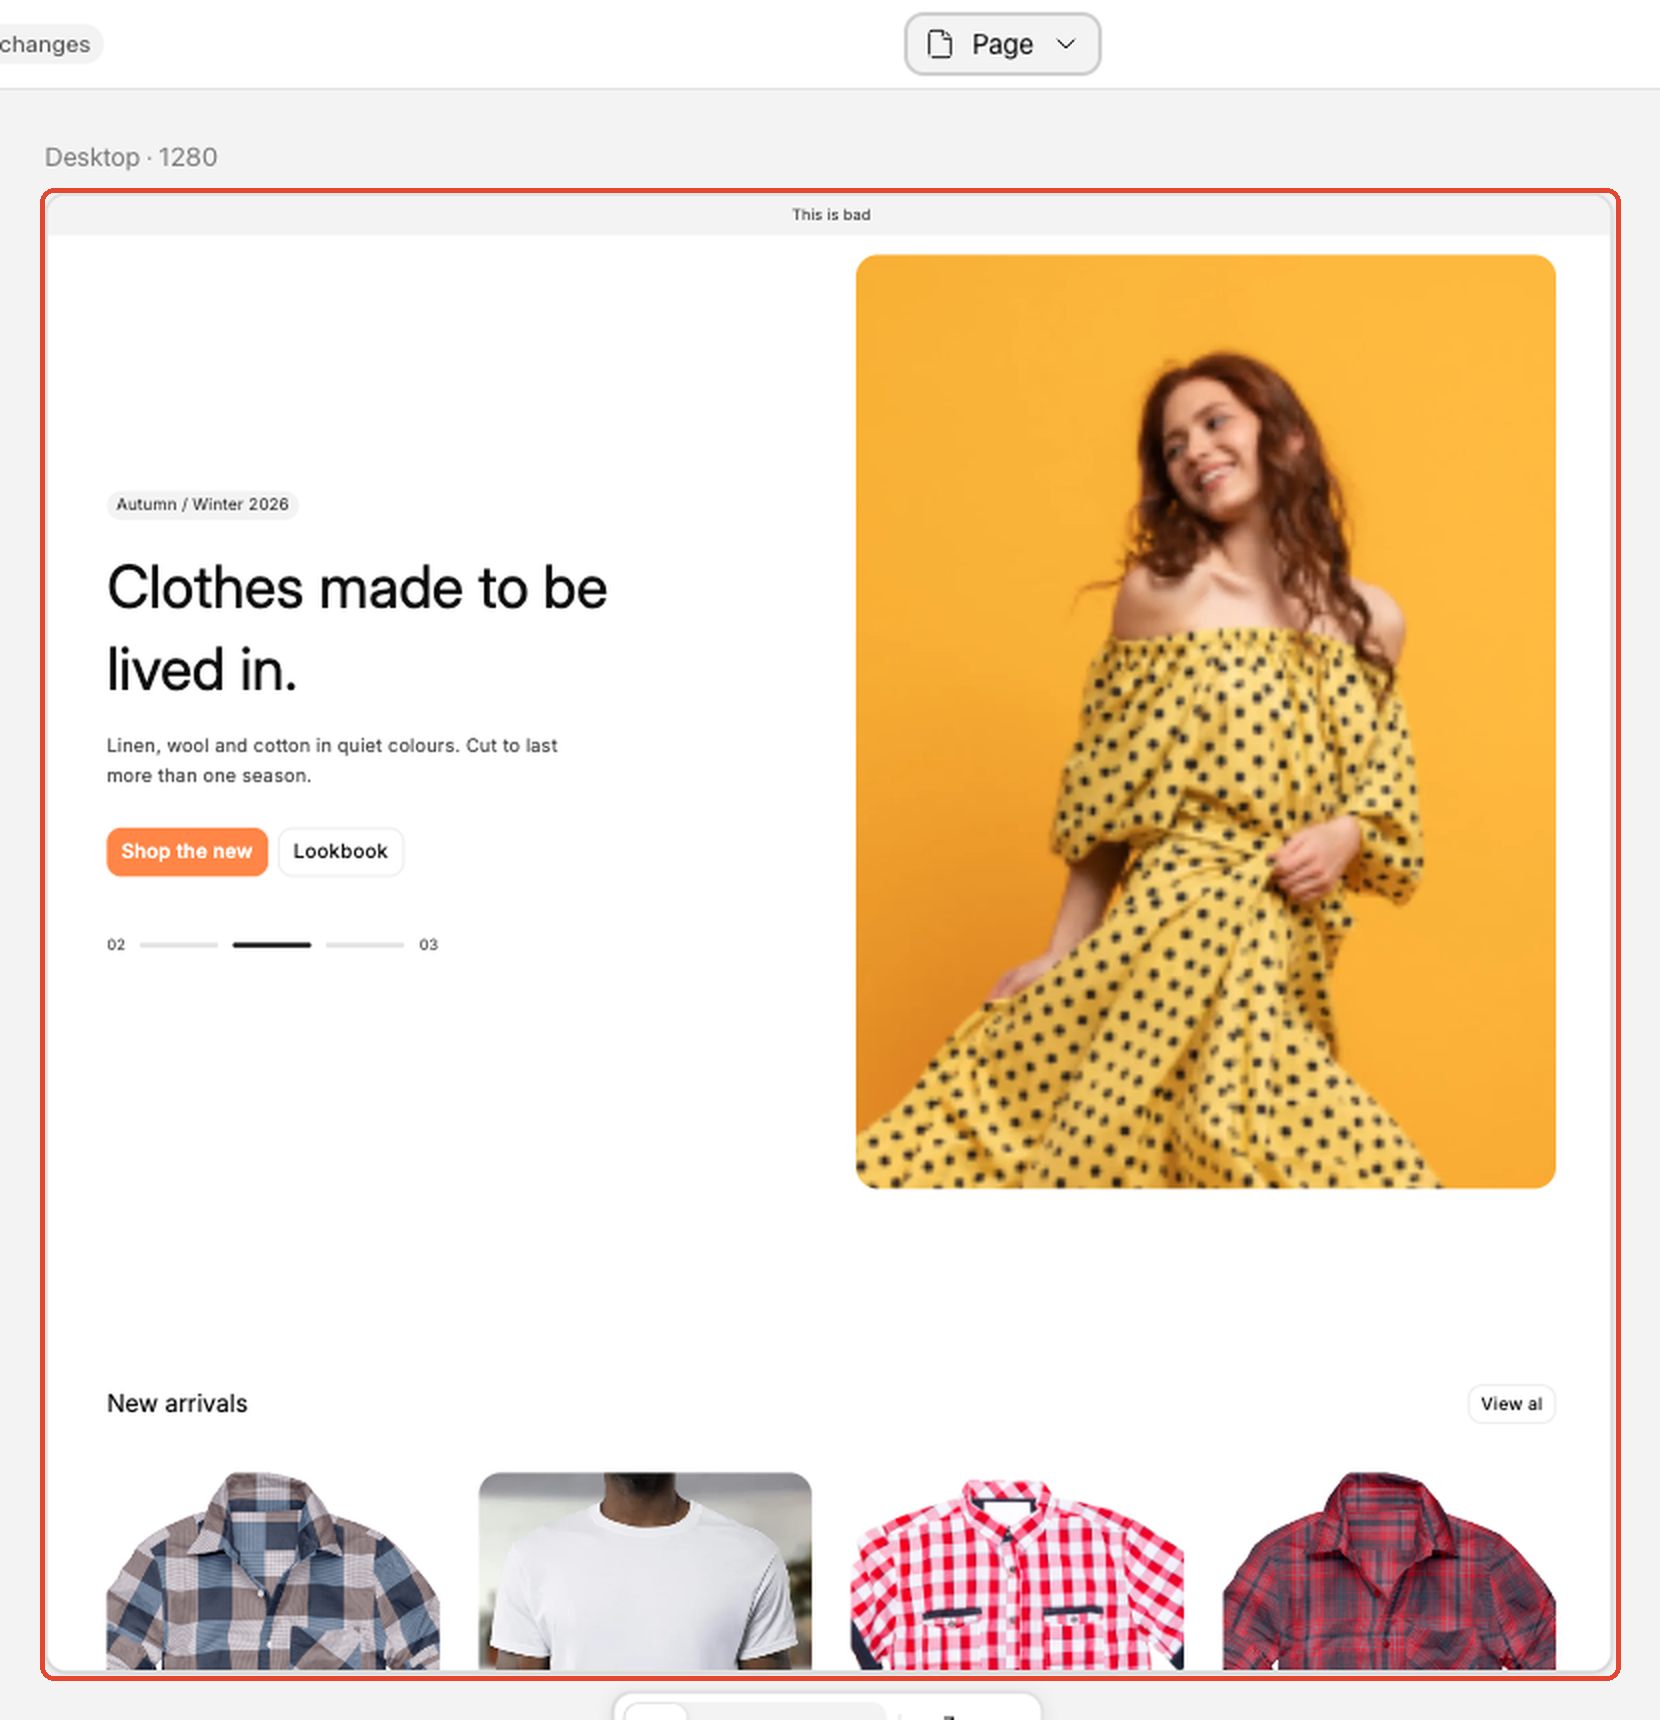 changes
Page
Desktop · 1280
This is bad
Autumn / Winter 2026
Clothes made to be
lived in.
Linen, wool and cotton in quiet colours. Cut to last
more than one season.
Shop the new
Lookbook
02
03
New arrivals
View al